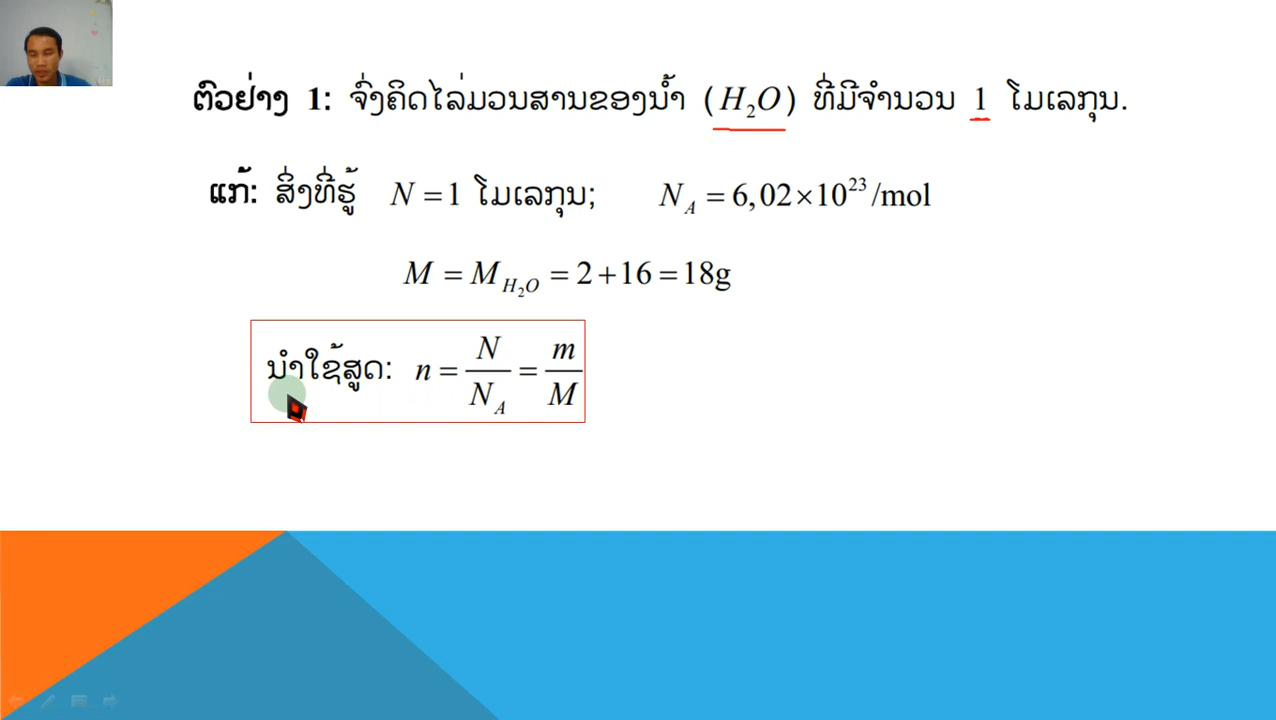 ຕົວຢ່າງ 1: ຈົ່ງຄິດໄລ່ມວນສານຂອງນ້ຳ (H₂O) ທີ່ມີຈຳນວນ 1 ໂມເລກຸນ.
ແກ້: ສິ່ງທີ່ຮູ້ N = 1 ໂມເລກຸນ; N_A = 6,02×10²³/mol
M = M_{H₂O} = 2+16 = 18g
ນຳໃຊ້ສູດ: n = N/N_A = m/M